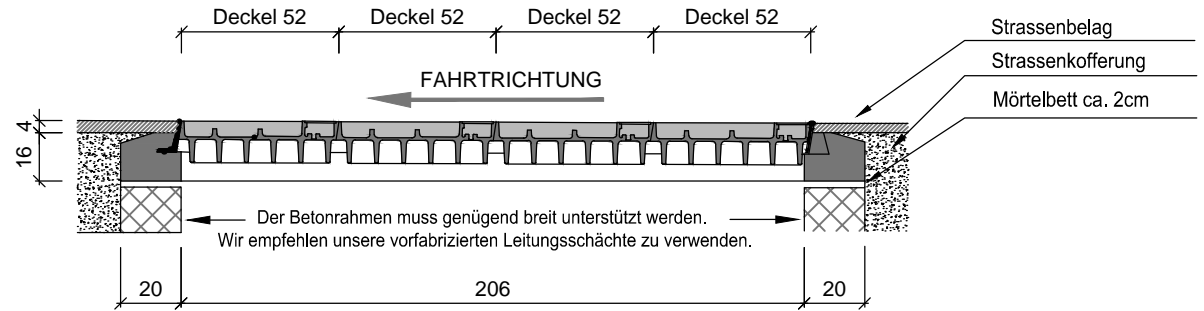 Deckel 52 Deckel 52 Deckel 52 Deckel 52
Strassenbelag
Strassenkofferung
Mörtelbett ca. 2cm
FAHRTRICHTUNG
4
16
Der Betonrahmen muss genügend breit unterstützt werden.
Wir empfehlen unsere vorfabrizierten Leitungsschächte zu verwenden.
20 206 20